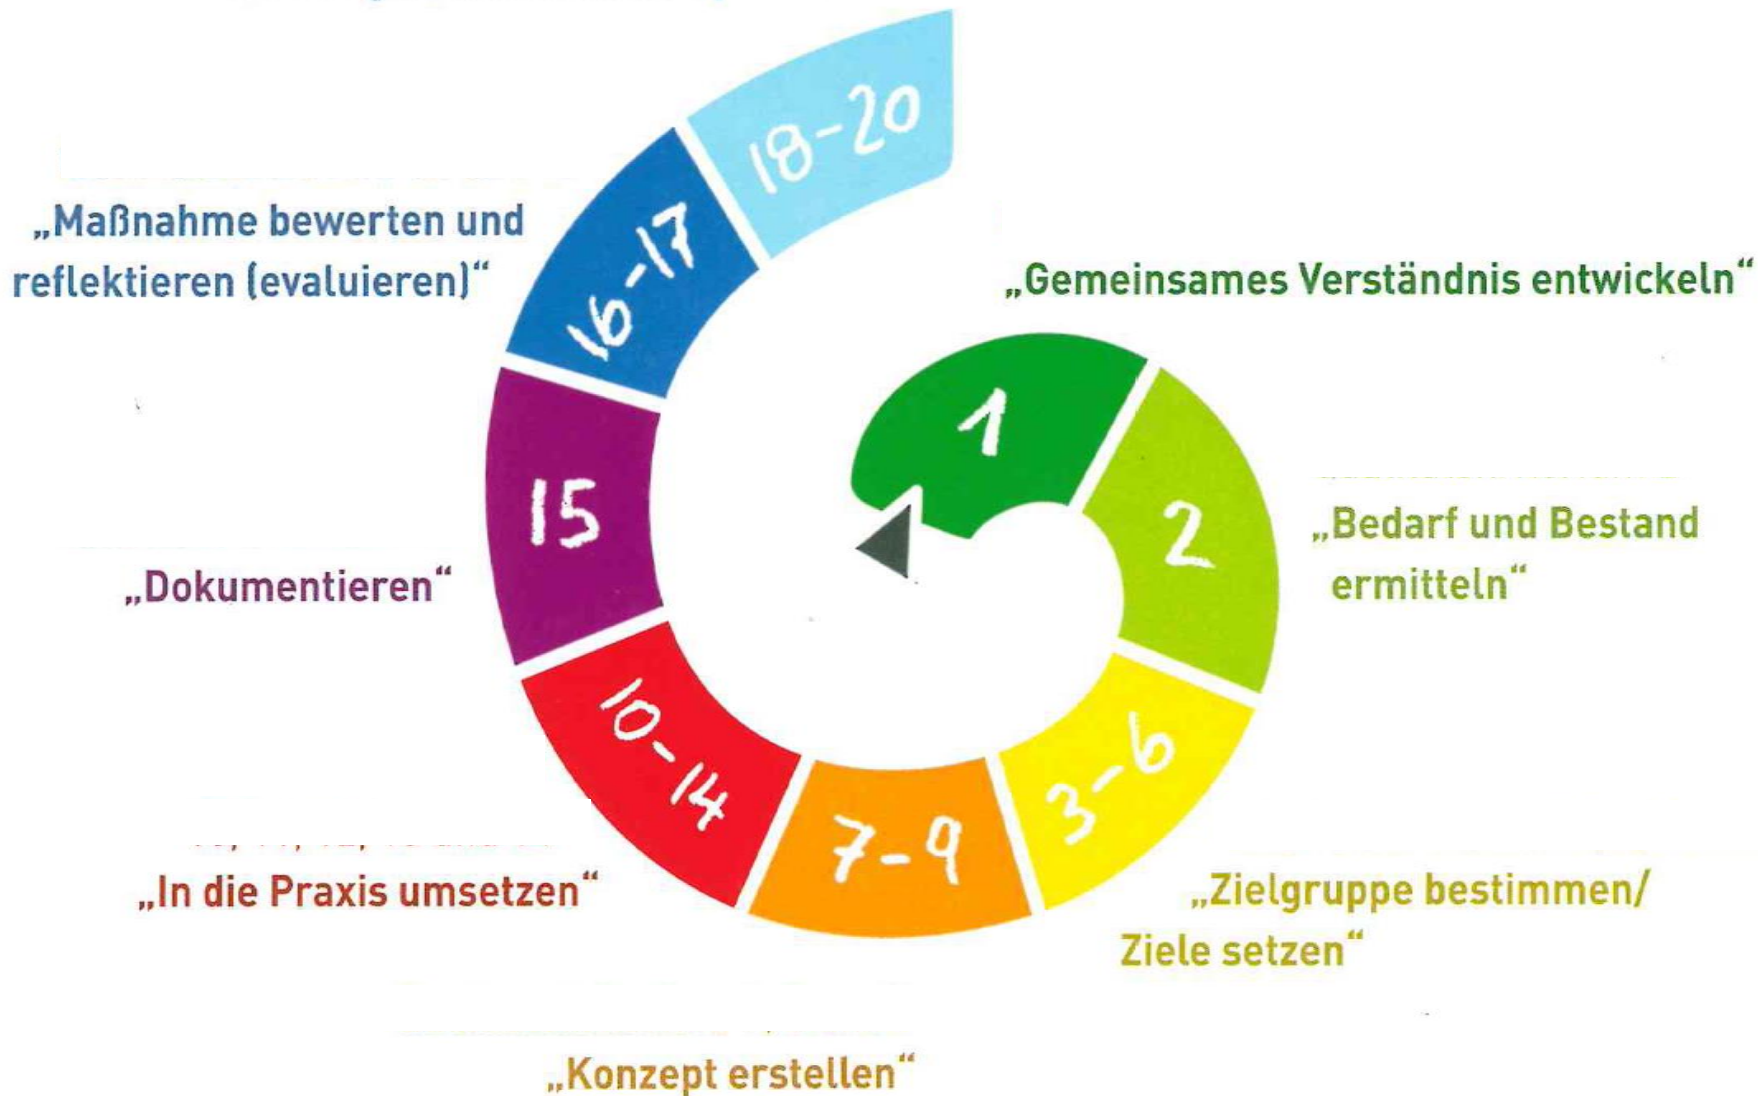 18-20
„Maßnahme bewerten und
reflektieren (evaluieren)“
16-17
„Gemeinsames Verständnis entwickeln“
1
15
2
„Bedarf und Bestand
ermitteln“
„Dokumentieren“
10-14
3-6
7-9
„In die Praxis umsetzen“
„Zielgruppe bestimmen/
Ziele setzen“
„Konzept erstellen“